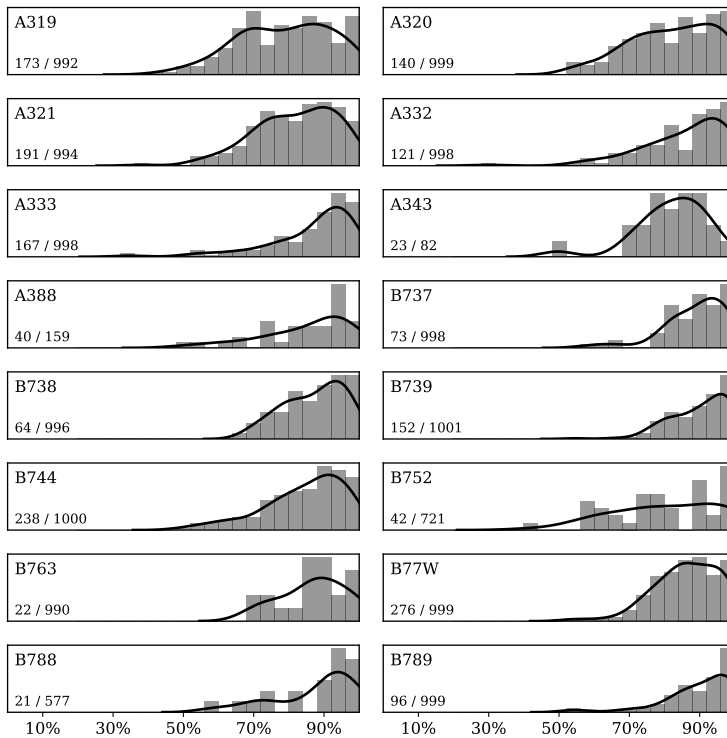 A319
173 / 992
A320
140 / 999
A321
191 / 994
A332
121 / 998
A333
167 / 998
A343
23 / 82
A388
40 / 159
B737
73 / 998
B738
64 / 996
B739
152 / 1001
B744
238 / 1000
B752
42 / 721
B763
22 / 990
B77W
276 / 999
B788
21 / 577
B789
96 / 999
10% 30% 50% 70% 90%
10% 30% 50% 70% 90%